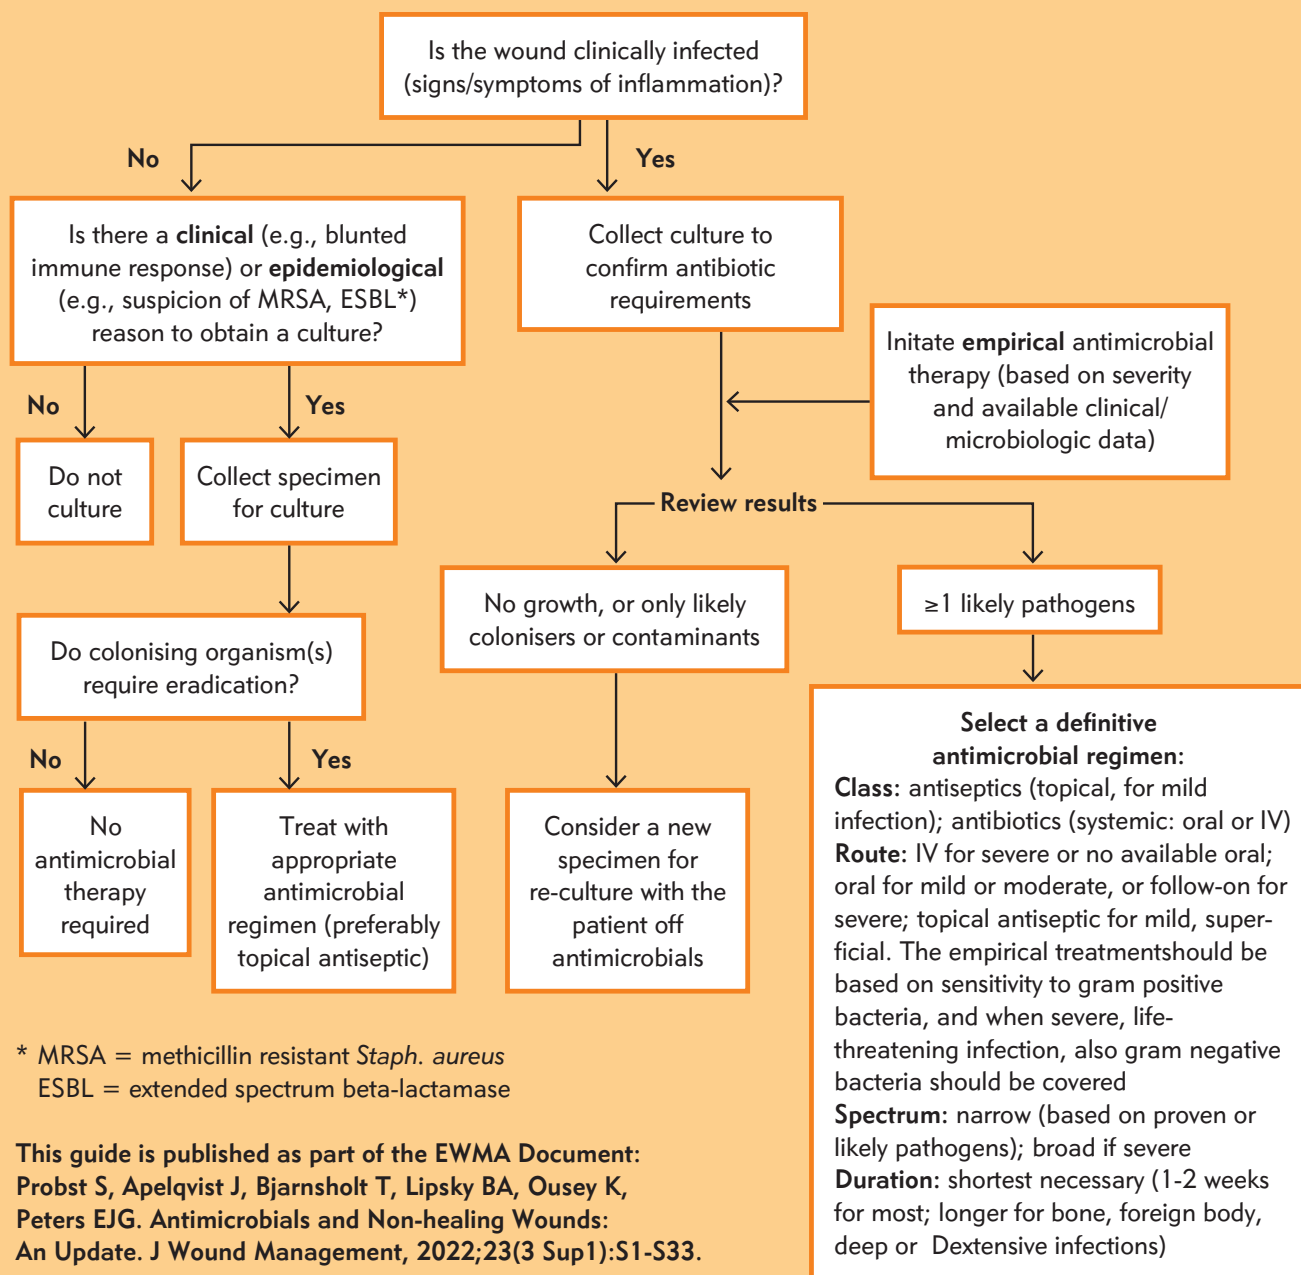 Is the wound clinically infected
(signs/symptoms of inflammation)?
No
Yes
Is there a clinical (e.g., blunted
immune response) or epidemiological
(e.g., suspicion of MRSA, ESBL*)
reason to obtain a culture?
Collect culture to
confirm antibiotic
requirements
Initate empirical antimicrobial
therapy (based on severity
and available clinical/
microbiologic data)
No
Yes
Do not
culture
Collect specimen
for culture
Review results
No growth, or only likely
colonisers or contaminants
≥1 likely pathogens
Do colonising organism(s)
require eradication?
No
Yes
No
antimicrobial
therapy
required
Treat with
appropriate
antimicrobial
regimen (preferably
topical antiseptic)
Consider a new
specimen for
re-culture with the
patient off
antimicrobials
Select a definitive
antimicrobial regimen:
Class: antiseptics (topical, for mild
infection); antibiotics (systemic: oral or IV)
Route: IV for severe or no available oral;
oral for mild or moderate, or follow-on for
severe; topical antiseptic for mild, super-
ficial. The empirical treatmentshould be
based on sensitivity to gram positive
bacteria, and when severe, life-
threatening infection, also gram negative
bacteria should be covered
Spectrum: narrow (based on proven or
likely pathogens); broad if severe
Duration: shortest necessary (1-2 weeks
for most; longer for bone, foreign body,
deep or Dextensive infections)
* MRSA = methicillin resistant Staph. aureus
ESBL = extended spectrum beta-lactamase
This guide is published as part of the EWMA Document:
Probst S, Apelqvist J, Bjarnsholt T, Lipsky BA, Ousey K,
Peters EJG. Antimicrobials and Non-healing Wounds:
An Update. J Wound Management, 2022;23(3 Sup1):S1-S33.